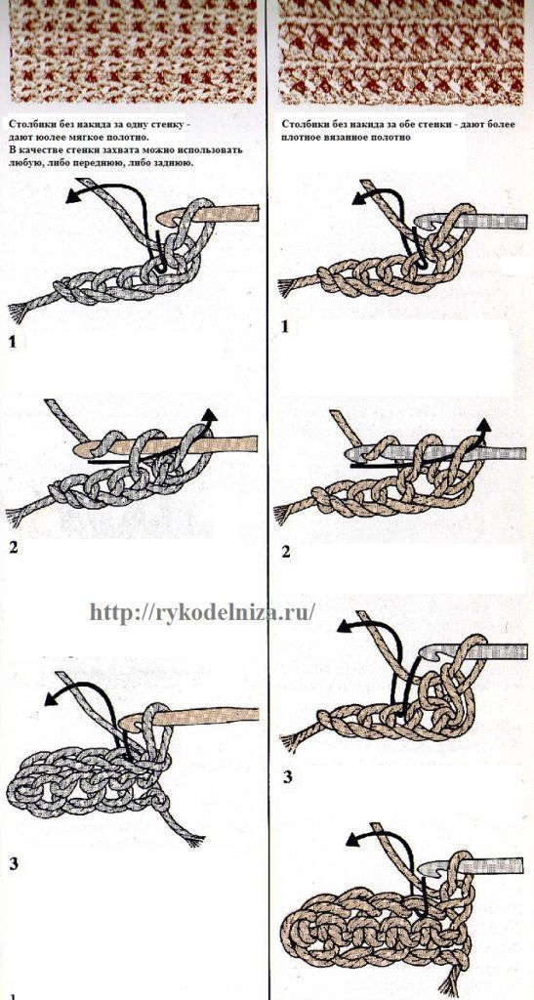 Столбики без накида за одну стенку -
дают юолее мягкое полотно.
В качестве стенки захвата можно использовать
любую, либо переднюю, либо заднюю.
1
2
3
Столбики без накида за обе стенки - дают более
плотное вязанное полотно
1
2
3
http://rykodelniza.ru/